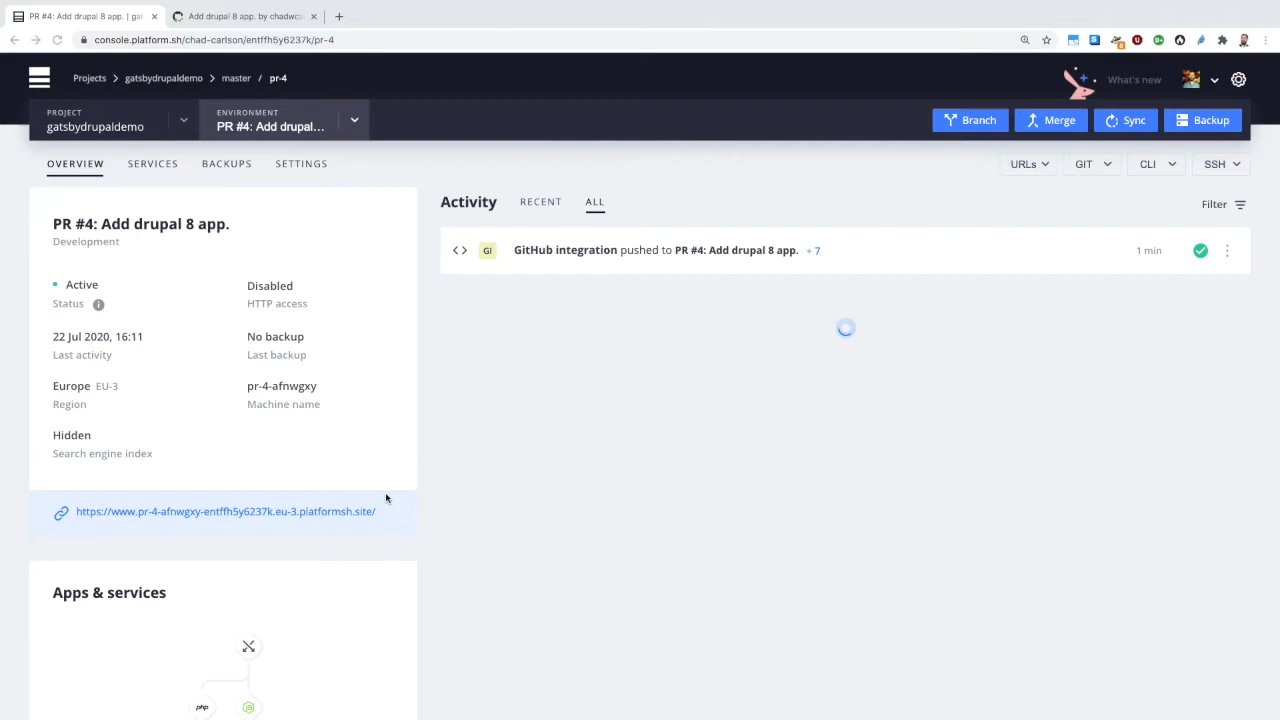 PR #4: Add drupal 8 app. | gat
Add drupal 8 app. by chadwca
console.platform.sh/chad-carlson/entffh5y6237k/pr-4
Projects > gatsbydrupaldemo > master / pr-4
What's new
PROJECT
gatsbydrupaldemo
ENVIRONMENT
PR #4: Add drupal...
Branch
Merge
Sync
Backup
OVERVIEW
SERVICES
BACKUPS
SETTINGS
URLs
GIT
CLI
SSH
PR #4: Add drupal 8 app.
Development
Active
Status
Disabled
HTTP access
22 Jul 2020, 16:11
Last activity
No backup
Last backup
Europe EU-3
Region
pr-4-afnwgxy
Machine name
Hidden
Search engine index
https://www.pr-4-afnwgxy-entffh5y6237k.eu-3.platformsh.site/
Apps & services
php
Activity
RECENT
ALL
Filter
GI
GitHub integration pushed to PR #4: Add drupal 8 app. + 7
1 min